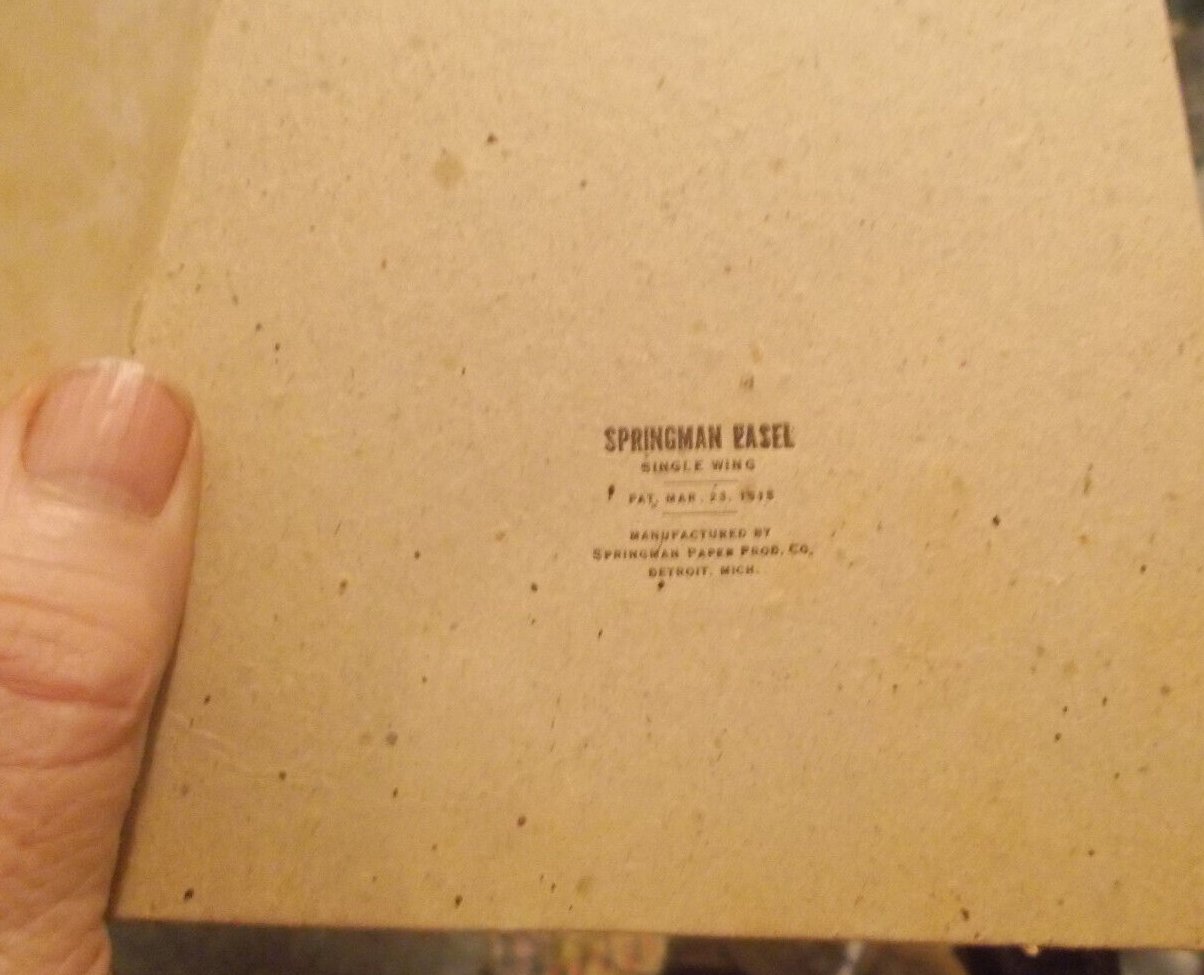 SPRINGMAN EASEL
SINGLE WING
PAT. MAR. 23, 1915
MANUFACTURED BY
SPRINGMAN PAPER PROD. CO.
DETROIT, MICH.